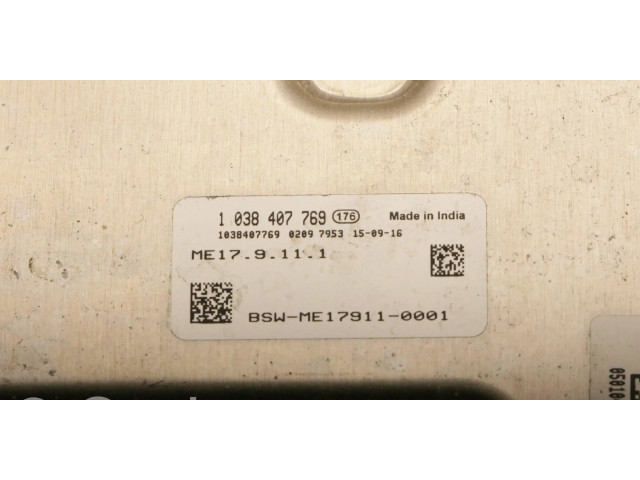 1 038 407 769 176 Made in India
1038407769 0209 7953 15-09-16
ME17.9.11.1
BSW-ME17911-0001